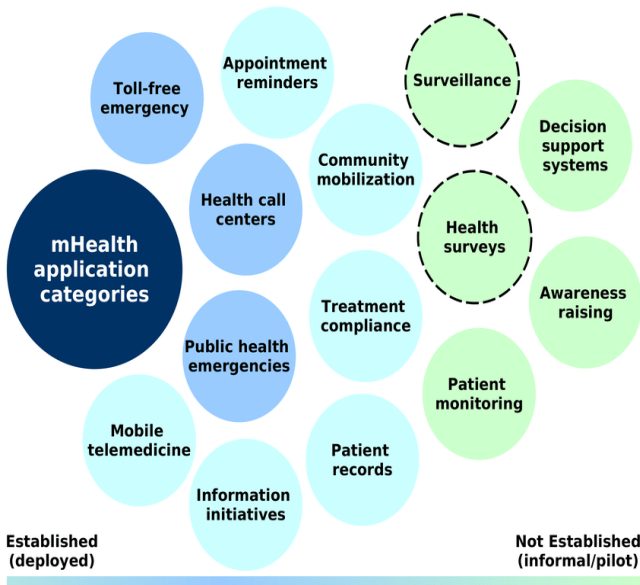 Appointment
reminders
Surveillance
Toll-free
emergency
Decision
support
systems
Community
mobilization
Health call
centers
Health
surveys
mHealth
application
categories
Awareness
raising
Treatment
compliance
Public health
emergencies
Patient
monitoring
Mobile
telemedicine
Patient
records
Information
initiatives
Established
(deployed)
Not Established
(informal/pilot)